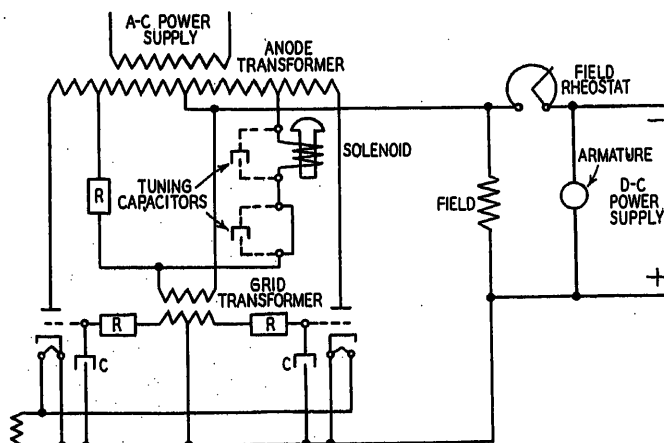 A-C POWER
SUPPLY
ANODE
TRANSFORMER
FIELD
RHEOSTAT
−
SOLENOID
ARMATURE
TUNING
CAPACITORS
R
D-C
POWER
SUPPLY
FIELD
+
GRID
TRANSFORMER
R
R
C
C